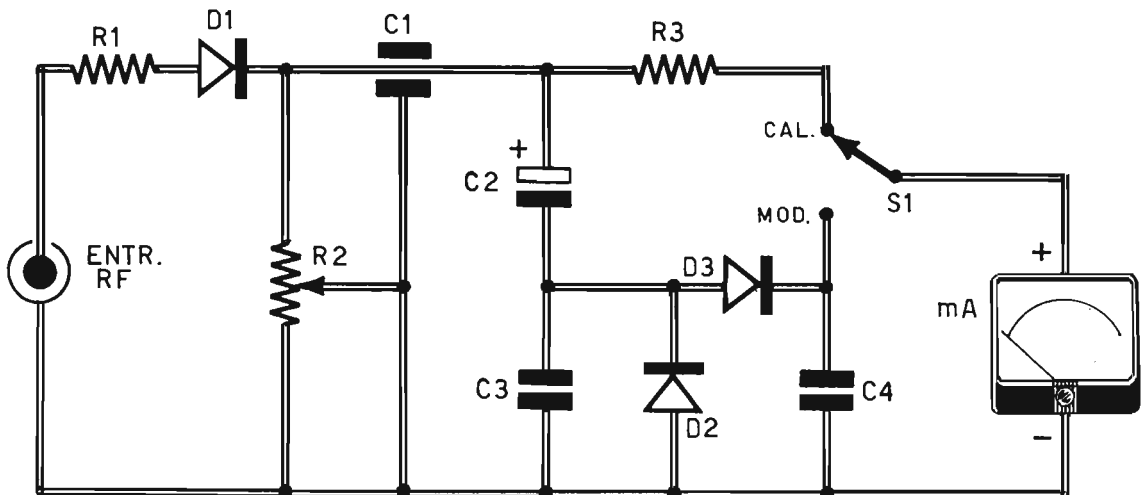 R1
D1
C1
R3
CAL.
+
C2
S1
MOD.
ENTR.
RF
R2
D3
+
mA
C3
D2
C4
-